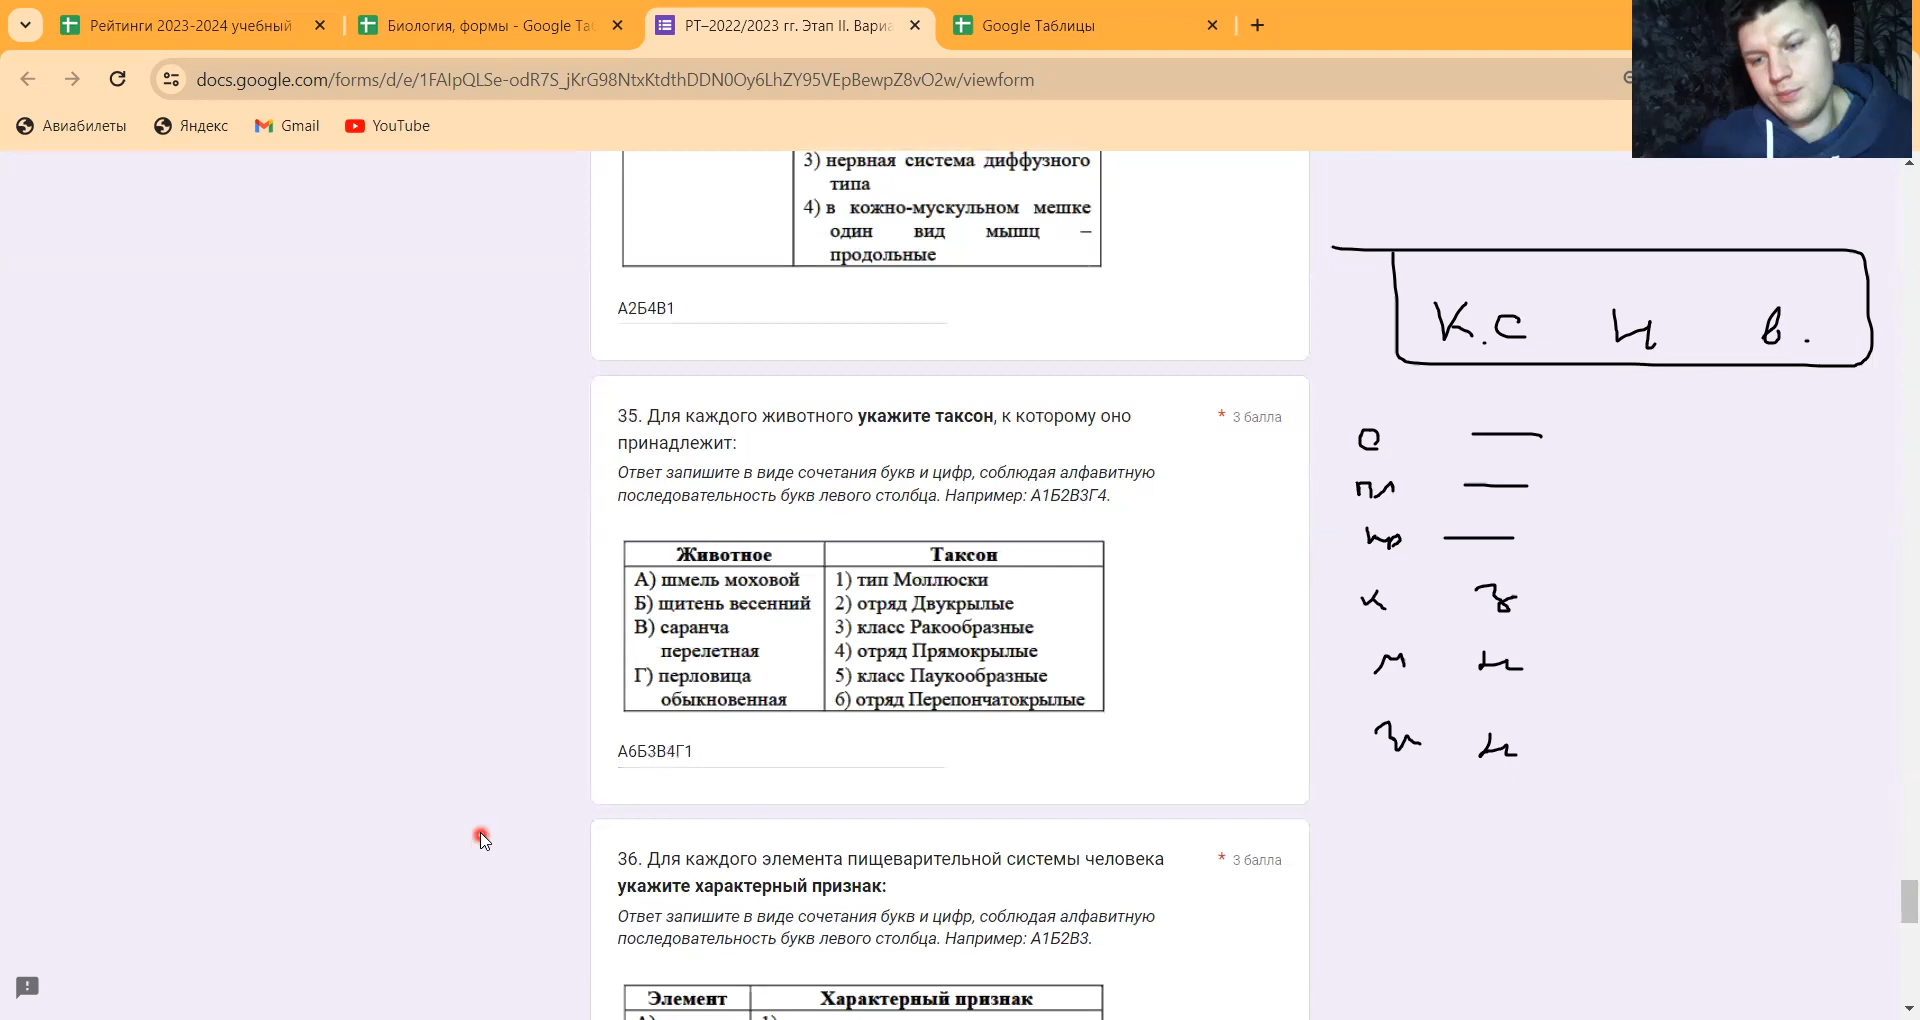 Рейтинги 2023-2024 учебный
Биология, формы - Google Та
РТ–2022/2023 гг. Этап II. Вариа
Google Таблицы
docs.google.com/forms/d/e/1FAIpQLSe-odR7S_jKrG98NtxKtdthDDN0Oy6LhZY95VEpBewpZ8vO2w/viewform
Авиабилеты
Яндекс
Gmail
YouTube
3) нервная система диффузного
типа
4) в кожно-мускульном мешке
один вид мышц –
продольные
А2Б4В1
35. Для каждого животного укажите таксон, к которому оно
принадлежит:
* 3 балла
Ответ запишите в виде сочетания букв и цифр, соблюдая алфавитную
последовательность букв левого столбца. Например: А1Б2В3Г4.
Животное
Таксон
А) шмель моховой
Б) щитень весенний
В) саранча
перелетная
Г) перловица
обыкновенная
1) тип Моллюски
2) отряд Двукрылые
3) класс Ракообразные
4) отряд Прямокрылые
5) класс Паукообразные
6) отряд Перепончатокрылые
А6Б3В4Г1
36. Для каждого элемента пищеварительной системы человека
укажите характерный признак:
* 3 балла
Ответ запишите в виде сочетания букв и цифр, соблюдая алфавитную
последовательность букв левого столбца. Например: А1Б2В3.
Элемент
Характерный признак
К.С
в.
пл
к
м